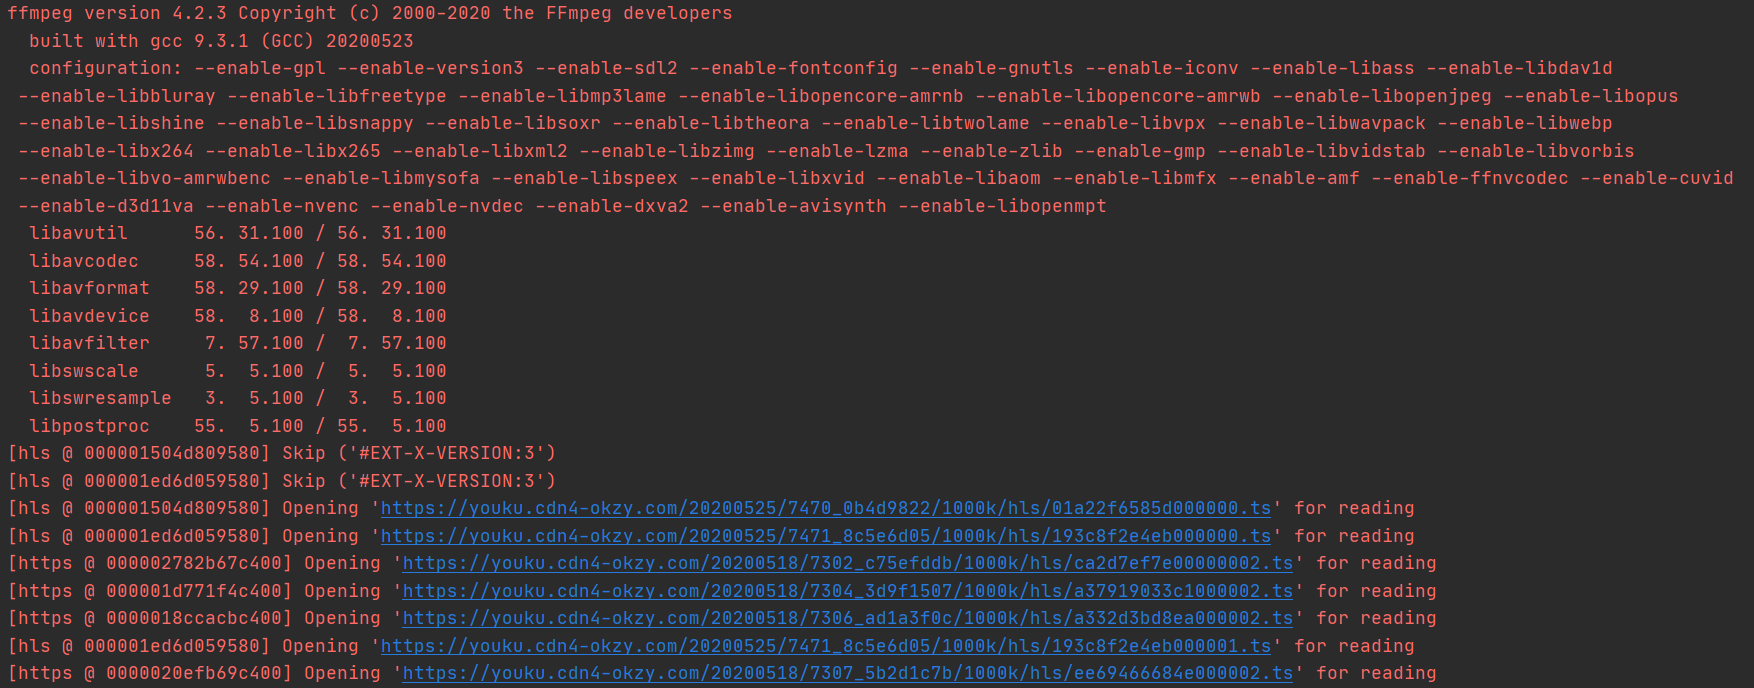 ffmpeg version 4.2.3 Copyright (c) 2000-2020 the FFmpeg developers
  built with gcc 9.3.1 (GCC) 20200523
  configuration: --enable-gpl --enable-version3 --enable-sdl2 --enable-fontconfig --enable-gnutls --enable-iconv --enable-libass --enable-libdav1d
 --enable-libbluray --enable-libfreetype --enable-libmp3lame --enable-libopencore-amrnb --enable-libopencore-amrwb --enable-libopenjpeg --enable-libopus
 --enable-libshine --enable-libsnappy --enable-libsoxr --enable-libtheora --enable-libtwolame --enable-libvpx --enable-libwavpack --enable-libwebp
 --enable-libx264 --enable-libx265 --enable-libxml2 --enable-libzimg --enable-lzma --enable-zlib --enable-gmp --enable-libvidstab --enable-libvorbis
 --enable-libvo-amrwbenc --enable-libmysofa --enable-libspeex --enable-libxvid --enable-libaom --enable-libmfx --enable-amf --enable-ffnvcodec --enable-cuvid
 --enable-d3d11va --enable-nvenc --enable-nvdec --enable-dxva2 --enable-avisynth --enable-libopenmpt
  libavutil      56. 31.100 / 56. 31.100
  libavcodec     58. 54.100 / 58. 54.100
  libavformat    58. 29.100 / 58. 29.100
  libavdevice    58.  8.100 / 58.  8.100
  libavfilter     7. 57.100 /  7. 57.100
  libswscale      5.  5.100 /  5.  5.100
  libswresample   3.  5.100 /  3.  5.100
  libpostproc    55.  5.100 / 55.  5.100
[hls @ 000001504d809580] Skip ('#EXT-X-VERSION:3')
[hls @ 000001ed6d059580] Skip ('#EXT-X-VERSION:3')
[hls @ 000001504d809580] Opening 'https://youku.cdn4-okzy.com/20200525/7470_0b4d9822/1000k/hls/01a22f6585d000000.ts' for reading
[hls @ 000001ed6d059580] Opening 'https://youku.cdn4-okzy.com/20200525/7471_8c5e6d05/1000k/hls/193c8f2e4eb000000.ts' for reading
[https @ 000002782b67c400] Opening 'https://youku.cdn4-okzy.com/20200518/7302_c75efddb/1000k/hls/ca2d7ef7e00000002.ts' for reading
[https @ 000001d771f4c400] Opening 'https://youku.cdn4-okzy.com/20200518/7304_3d9f1507/1000k/hls/a37919033c1000002.ts' for reading
[https @ 0000018ccacbc400] Opening 'https://youku.cdn4-okzy.com/20200518/7306_ad1a3f0c/1000k/hls/a332d3bd8ea000002.ts' for reading
[hls @ 000001ed6d059580] Opening 'https://youku.cdn4-okzy.com/20200525/7471_8c5e6d05/1000k/hls/193c8f2e4eb000001.ts' for reading
[https @ 0000020efb69c400] Opening 'https://youku.cdn4-okzy.com/20200518/7307_5b2d1c7b/1000k/hls/ee69466684e000002.ts' for reading